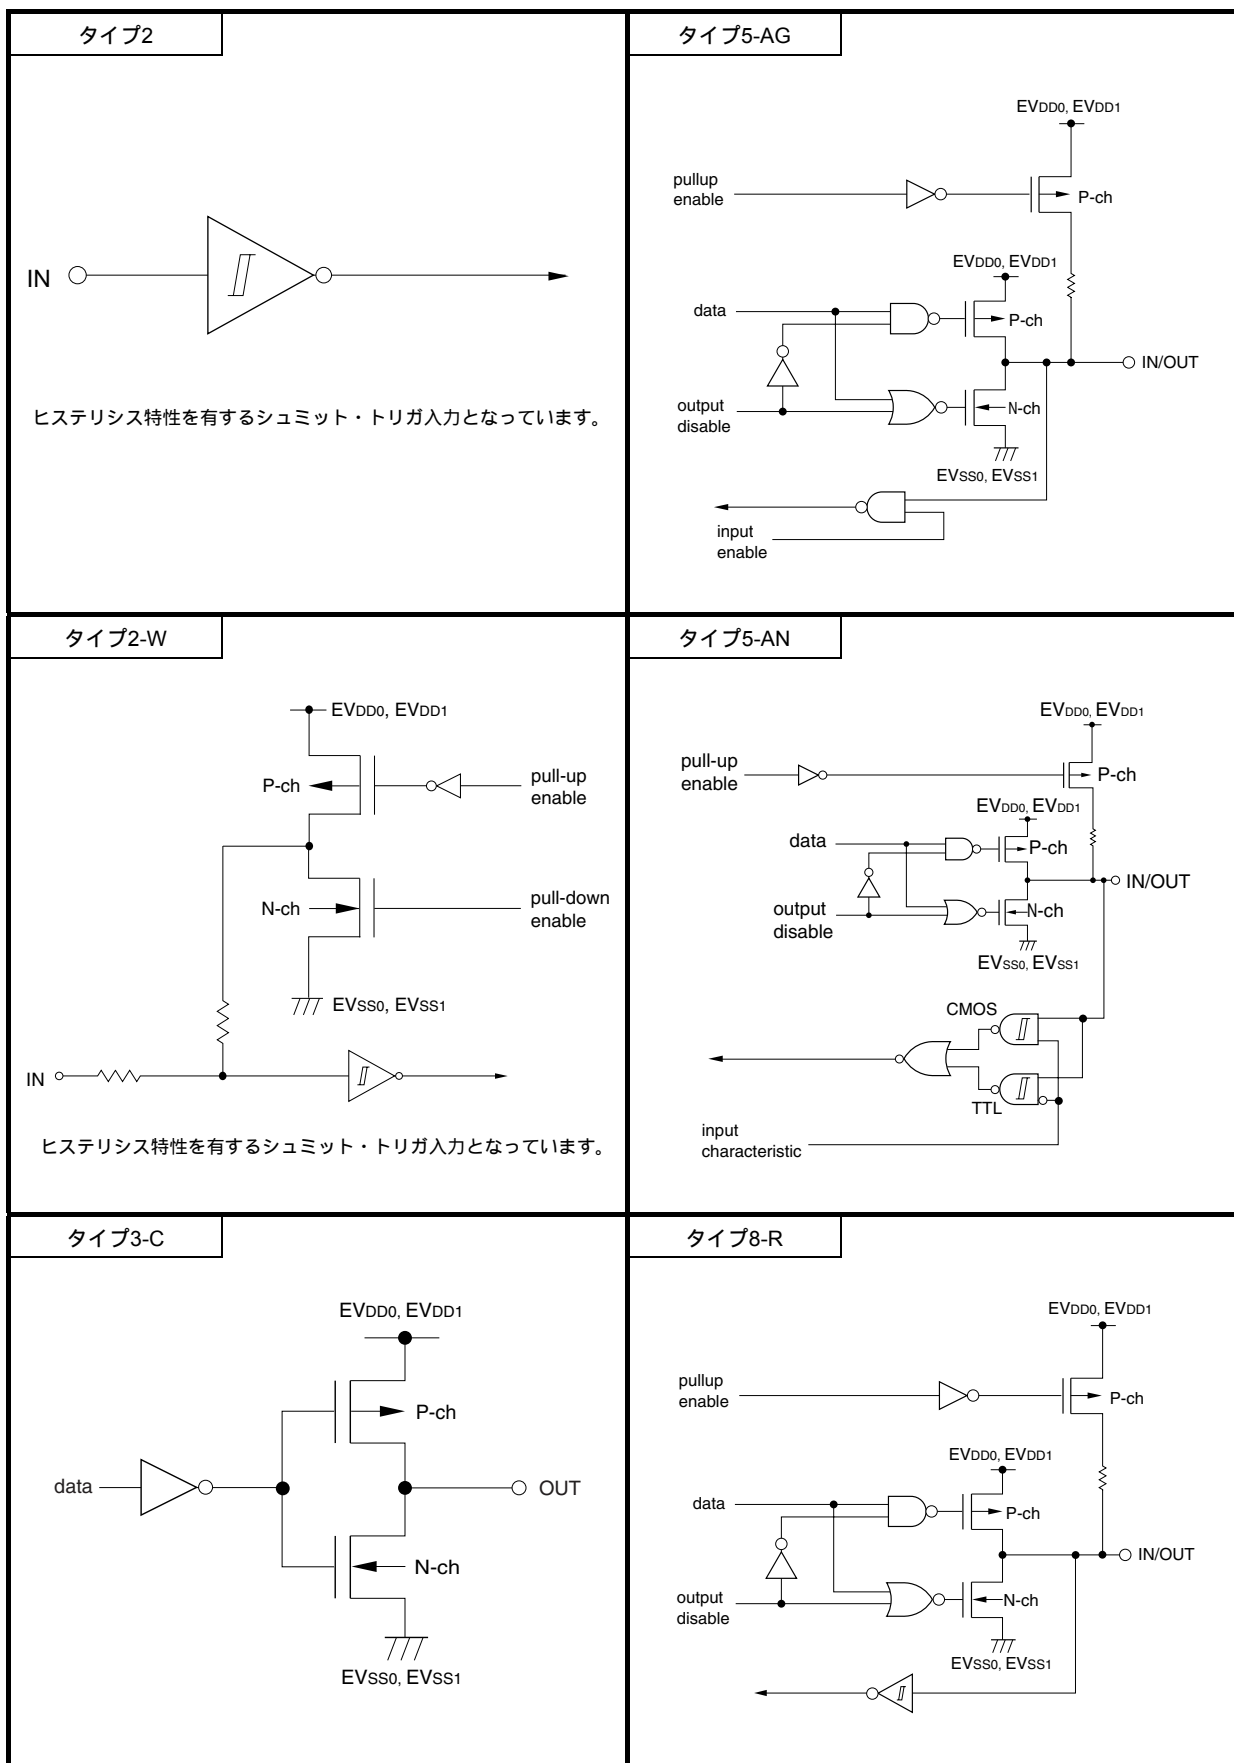 タイプ2
IN
ヒステリシス特性を有するシュミット・トリガ入力となっています。
タイプ5-AG
EVDD0, EVDD1
pullup
enable
P-ch
EVDD0, EVDD1
data
P-ch
IN/OUT
output
disable
N-ch
EVSS0, EVSS1
input
enable
タイプ2-W
EVDD0, EVDD1
P-ch
pull-up
enable
N-ch
pull-down
enable
EVSS0, EVSS1
IN
ヒステリシス特性を有するシュミット・トリガ入力となっています。
タイプ5-AN
EVDD0, EVDD1
pull-up
enable
P-ch
EVDD0, EVDD1
data
P-ch
IN/OUT
output
disable
N-ch
EVSS0, EVSS1
CMOS
TTL
input
characteristic
タイプ3-C
EVDD0, EVDD1
P-ch
data
OUT
N-ch
EVSS0, EVSS1
タイプ8-R
EVDD0, EVDD1
pullup
enable
P-ch
EVDD0, EVDD1
data
P-ch
IN/OUT
output
disable
N-ch
EVSS0, EVSS1